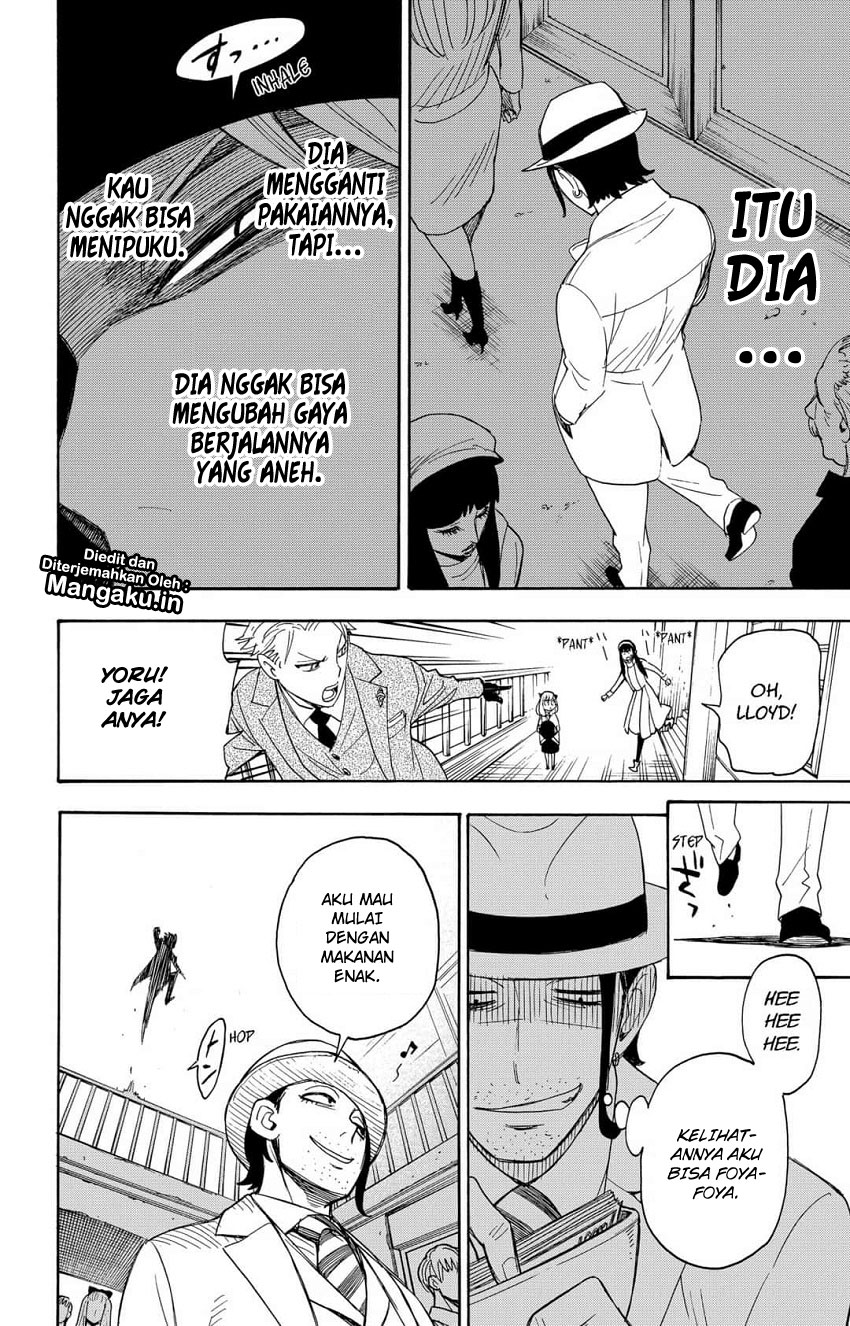 ITU
DIA
...
すっ...
INHALE
DIA
MENGGANTI
PAKAIANNYA,
TAPI...
KAU
NGGAK BISA
MENIPUKU.
DIA NGGAK BISA
MENGUBAH GAYA
BERJALANNYA
YANG ANEH.
Diedit dan
Diterjemahkan Oleh :
Mangaku.in
OH,
LLOYD!
*PANT*
*PANT*
YORU!
JAGA
ANYA!
STEP
HEE
HEE
HEE.
KELIHAT-
ANNYA AKU
BISA FOYA-
FOYA.
AKU MAU
MULAI
DENGAN
MAKANAN
ENAK.
HOP